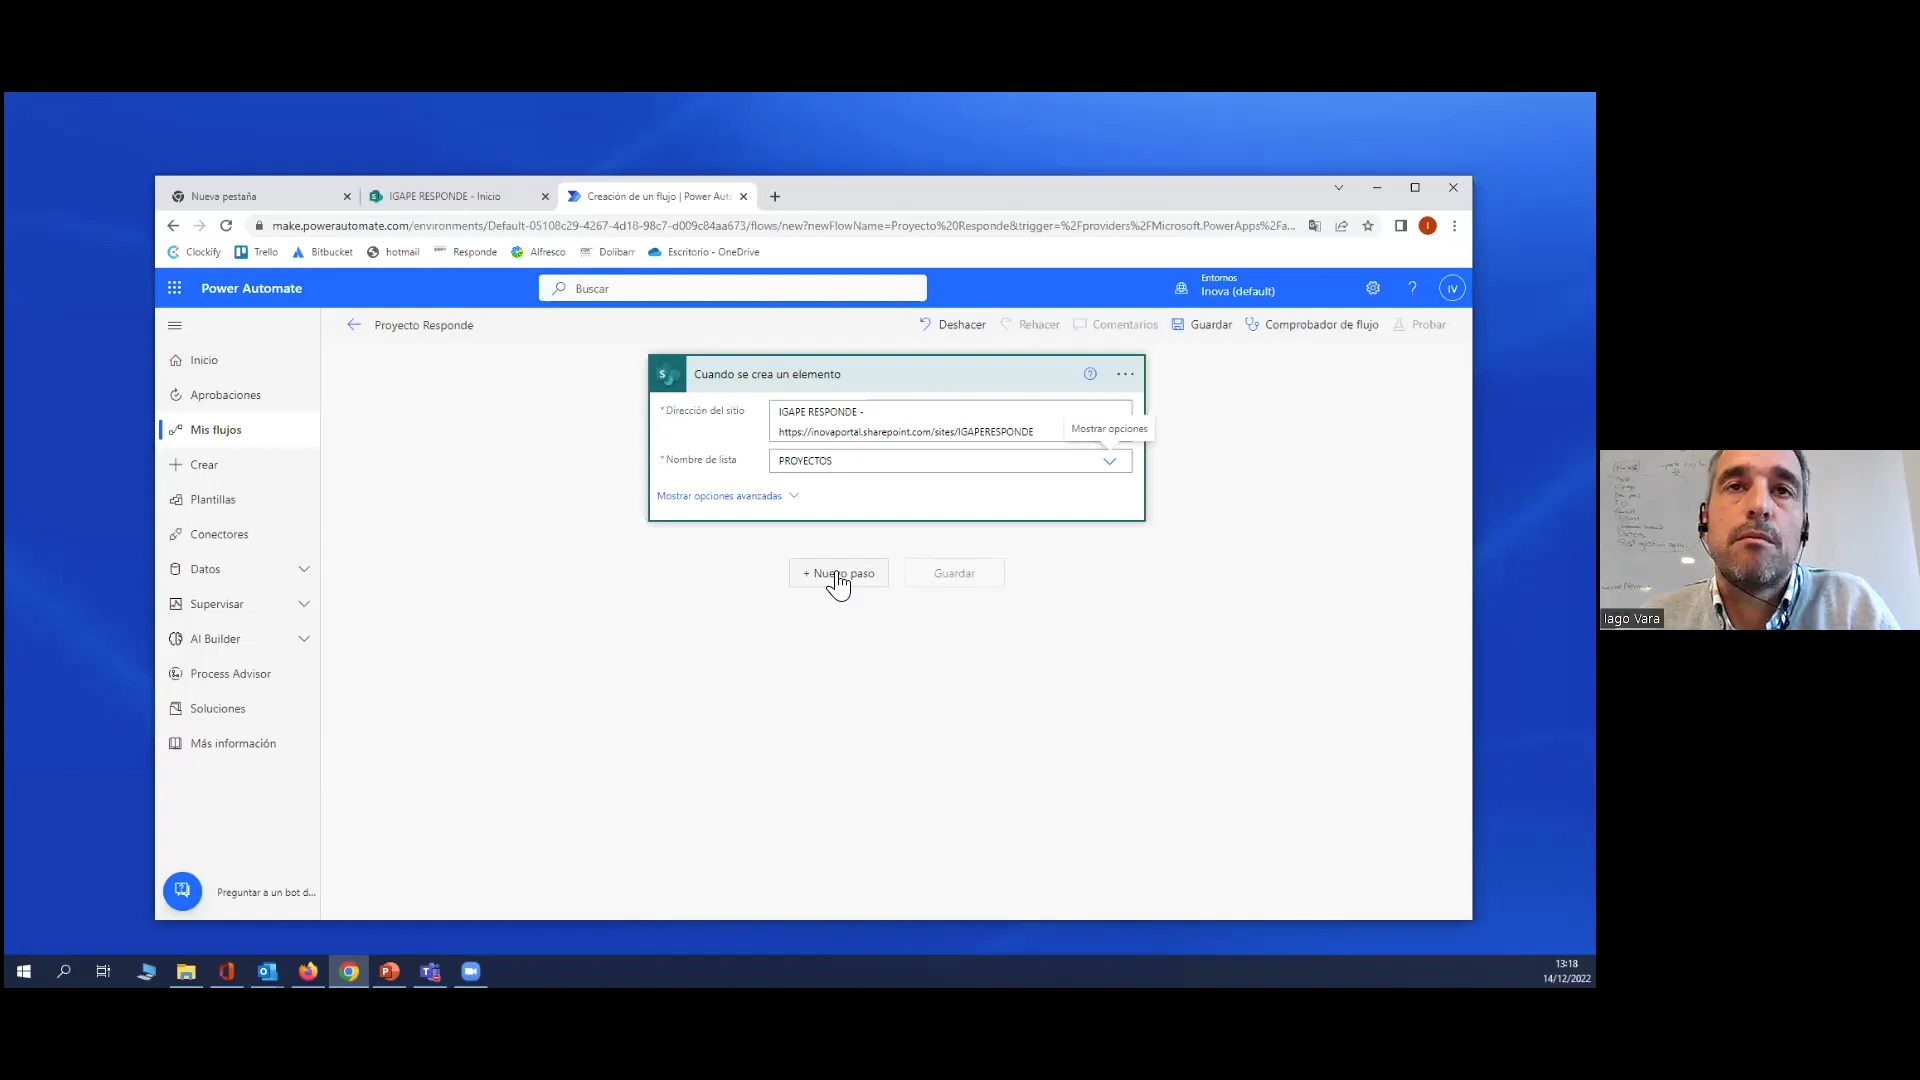 Nueva pestaña
IGAPE RESPONDE - Inicio
Creación de un flujo | Power Aut
make.powerautomate.com/environments/Default-05108c29-4267-4d18-98c7-d009c84aa673/flows/new?newFlowName=Proyecto%20Responde&trigger=%2Fproviders%2FMicrosoft.PowerApps%2Fa...
Clockify
Trello
Bitbucket
hotmail
Responde
Alfresco
Dolibarr
Escritorio - OneDrive
Power Automate
Buscar
Entornos
Inova (default)
?
IV
Proyecto Responde
Deshacer
Rehacer
Comentarios
Guardar
Comprobador de flujo
Probar
Inicio
Aprobaciones
Mis flujos
Crear
Plantillas
Conectores
Datos
Supervisar
AI Builder
Process Advisor
Soluciones
Más información
Preguntar a un bot d...
Cuando se crea un elemento
*Dirección del sitio
IGAPE RESPONDE -
https://inovaportal.sharepoint.com/sites/IGAPERESPONDE
Mostrar opciones
*Nombre de lista
PROYECTOS
Mostrar opciones avanzadas
+ Nuevo paso
Guardar
Iago Vara
13:18
14/12/2022